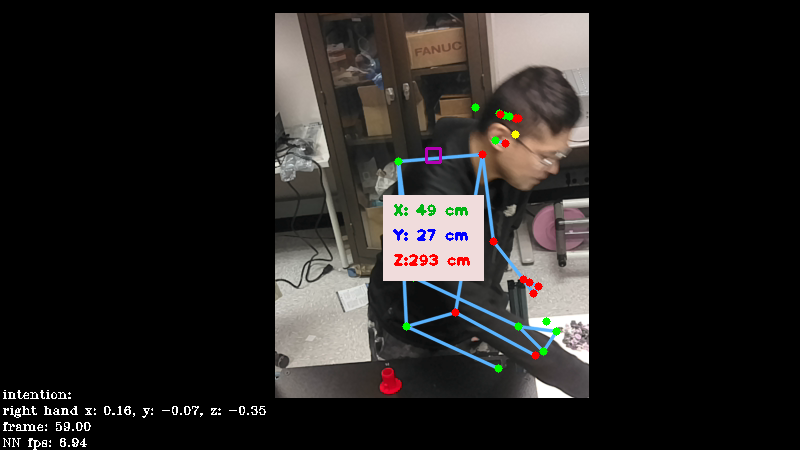 FANUC
X: 49 cm
Y: 27 cm
Z:293 cm
intention:
right hand x: 0.16, y: -0.07, z: -0.35
frame: 59.00
NN fps: 6.94